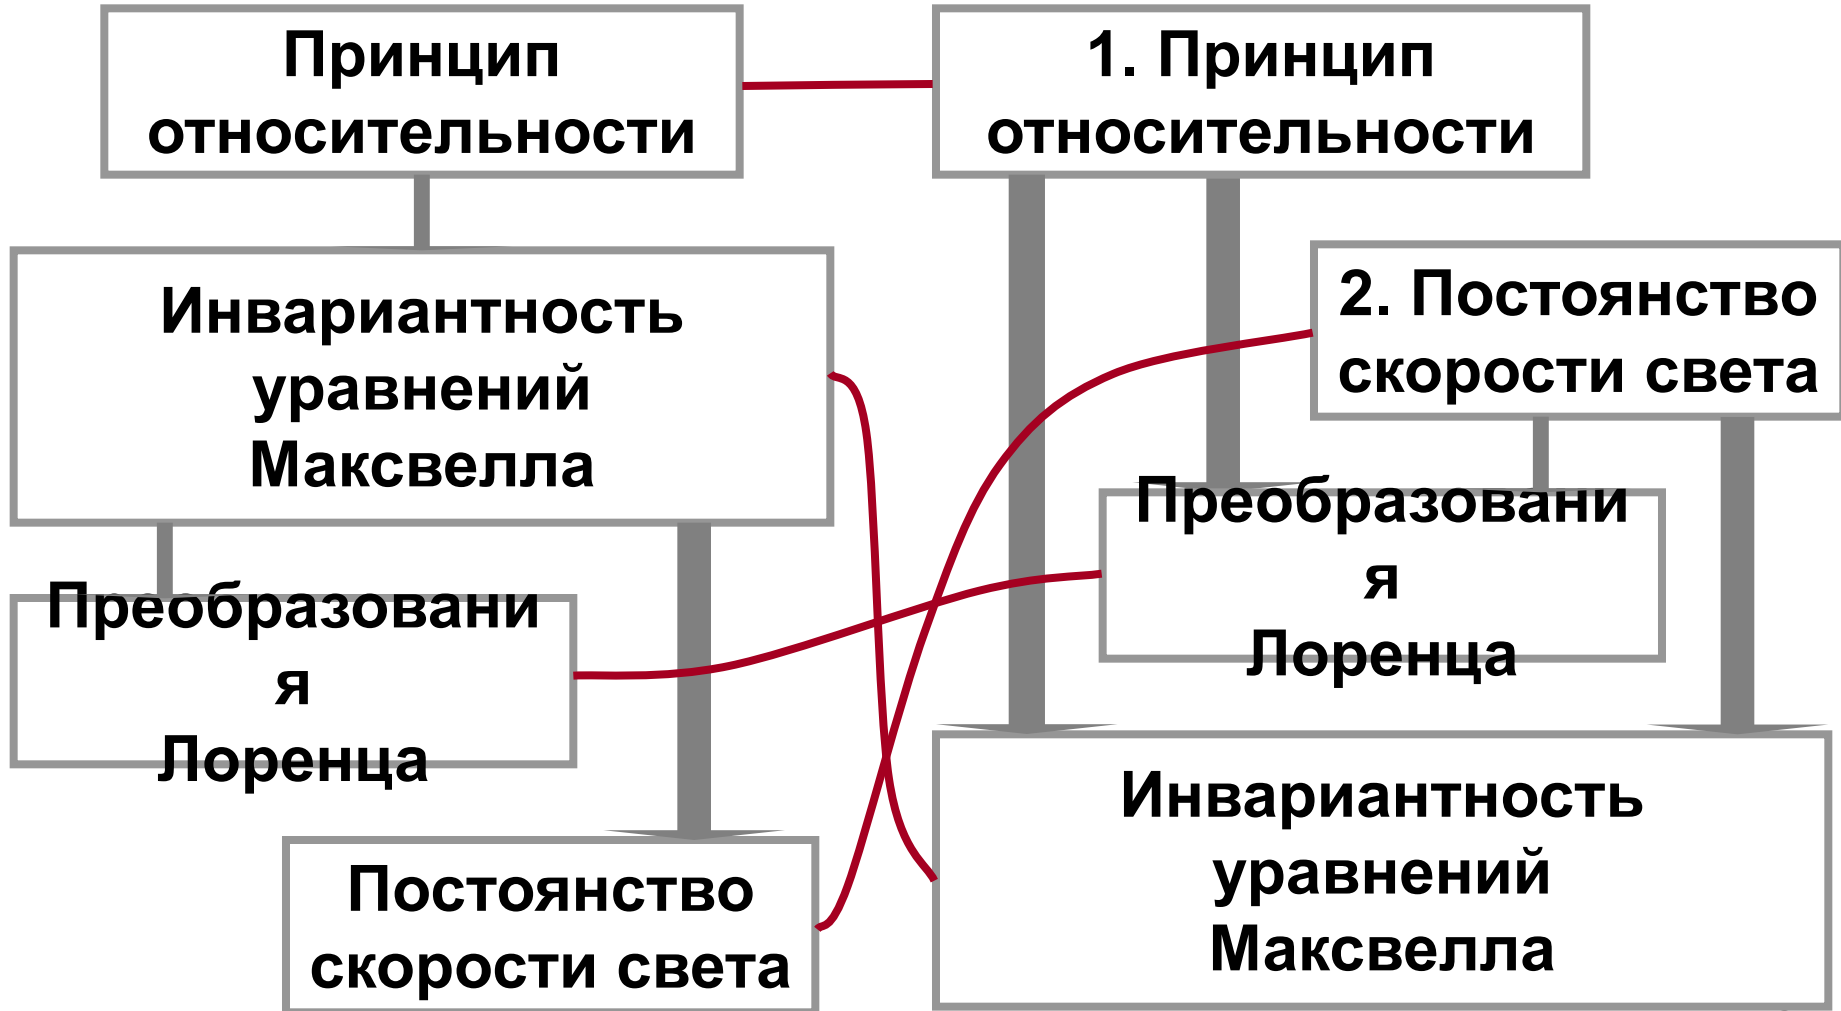 Принцип
относительности
Инвариантность
уравнений
Максвелла
Преобразовани
я
Лоренца
Постоянство
скорости света
1. Принцип
относительности
2. Постоянство
скорости света
Преобразовани
я
Лоренца
Инвариантность
уравнений
Максвелла